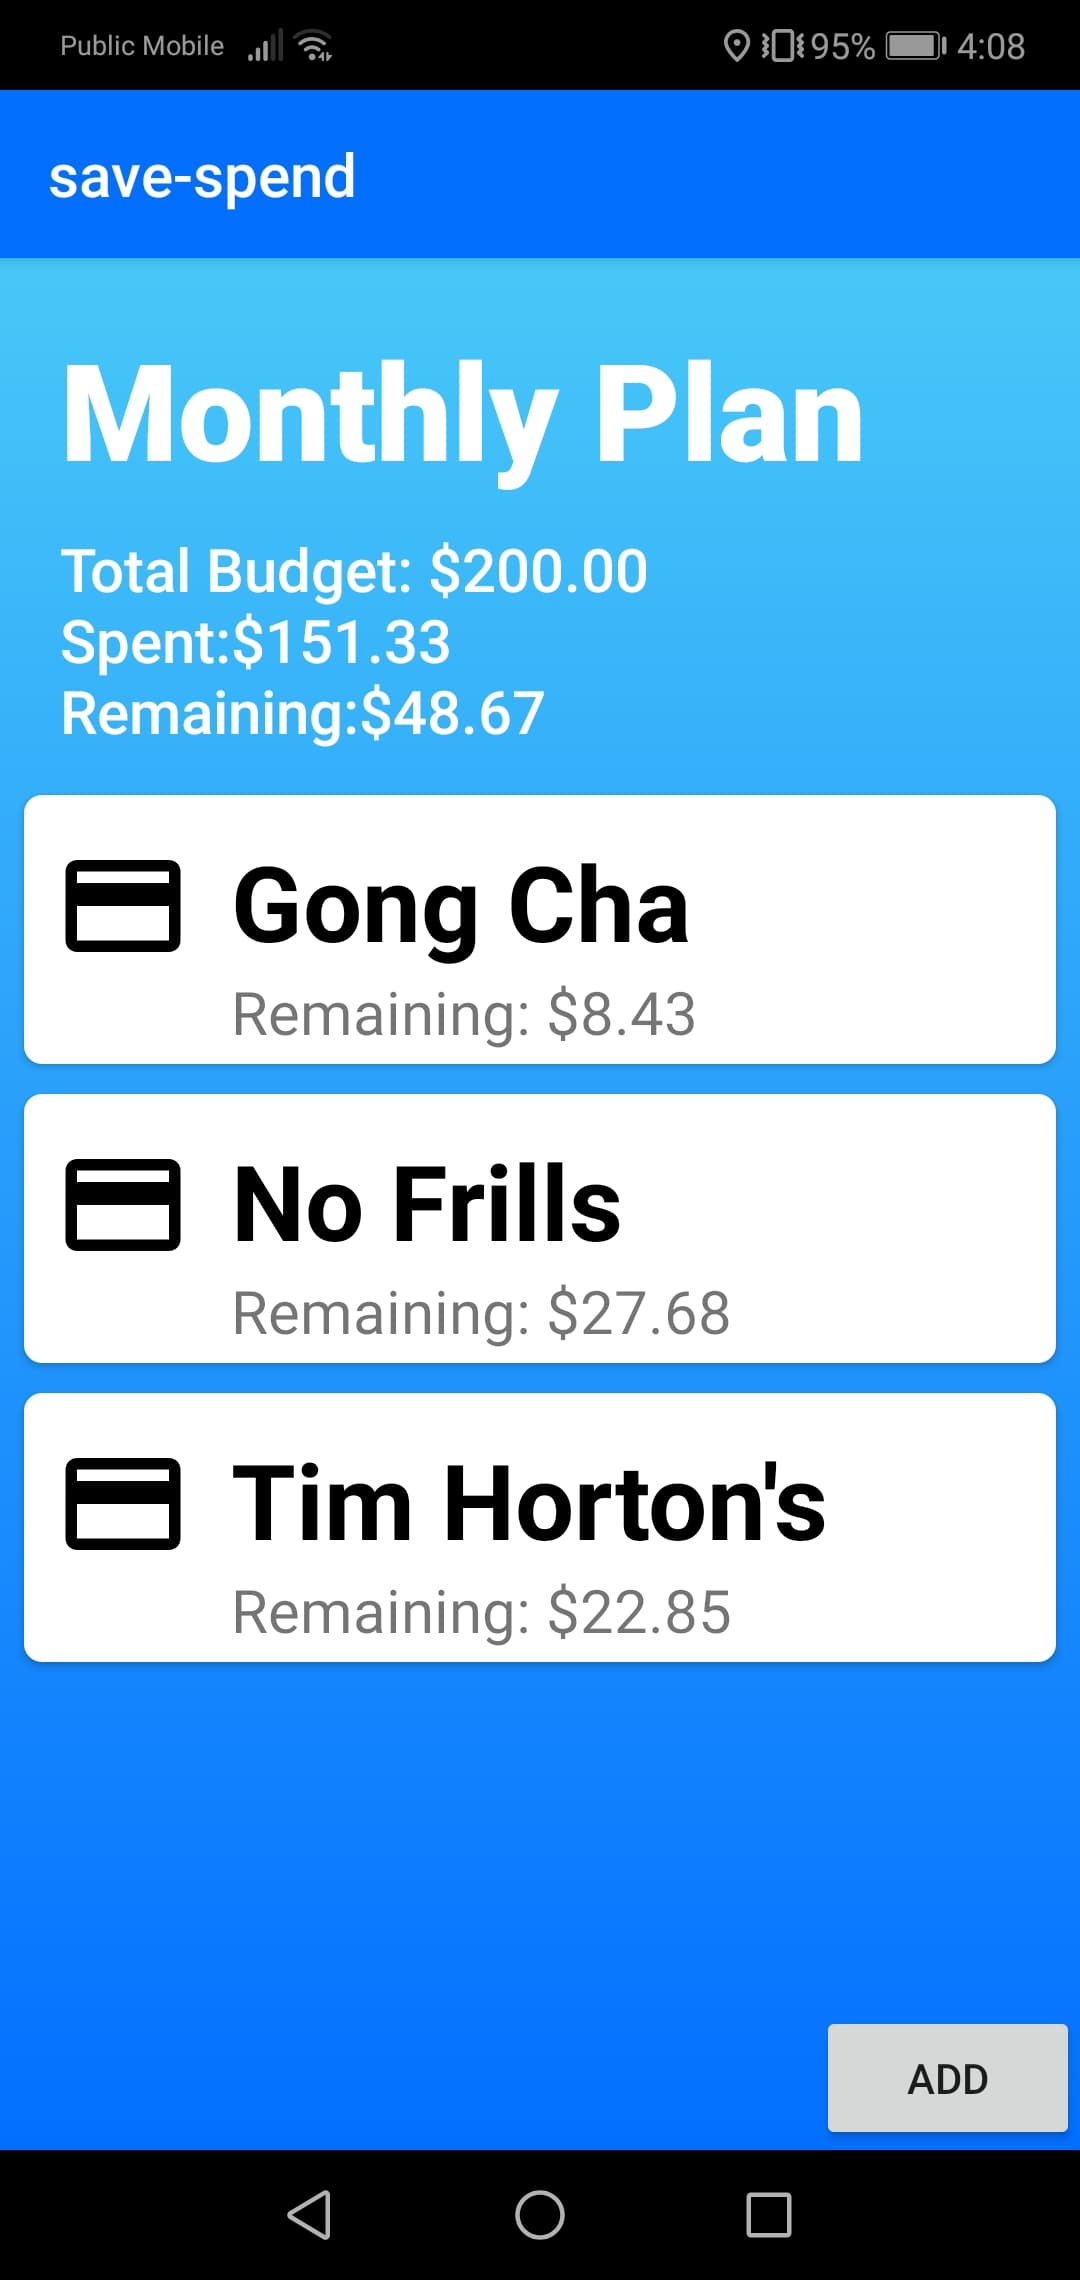 Public Mobile 95% 4:08
save-spend
Monthly Plan
Total Budget: $200.00
Spent:$151.33
Remaining:$48.67
Gong Cha
Remaining: $8.43
No Frills
Remaining: $27.68
Tim Horton's
Remaining: $22.85
ADD